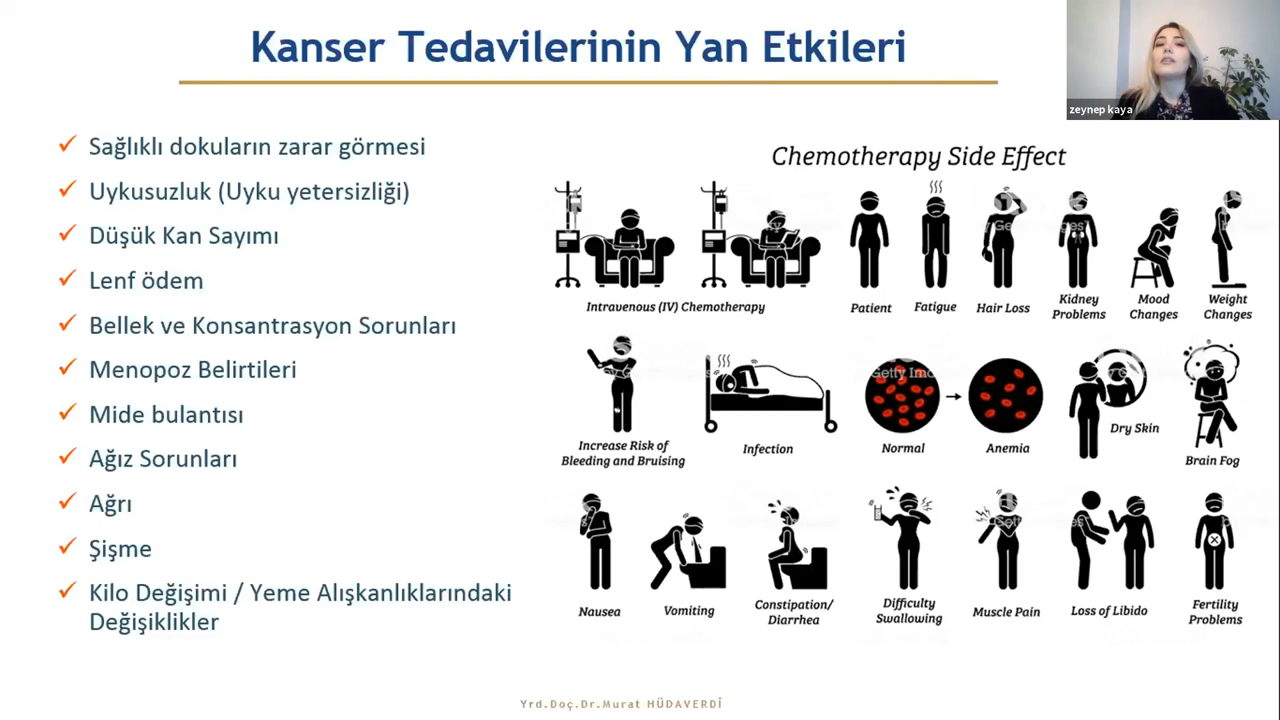 Kanser Tedavilerinin Yan Etkileri
zeynep kaya
Sağlıklı dokuların zarar görmesi
Uykusuzluk (Uyku yetersizliği)
Düşük Kan Sayımı
Lenf ödem
Bellek ve Konsantrasyon Sorunları
Menopoz Belirtileri
Mide bulantısı
Ağız Sorunları
Ağrı
Şişme
Kilo Değişimi / Yeme Alışkanlıklarındaki
Değişiklikler
Chemotherapy Side Effect
Intravenous (IV) Chemotherapy
Patient
Fatigue
Hair Loss
Kidney
Problems
Mood
Changes
Weight
Changes
Increase Risk of
Bleeding and Bruising
Infection
Normal
Anemia
Dry Skin
Brain Fog
Nausea
Vomiting
Constipation/
Diarrhea
Difficulty
Swallowing
Muscle Pain
Loss of Libido
Fertility
Problems
Yrd.Doç.Dr.Murat HÜDAVERDİ